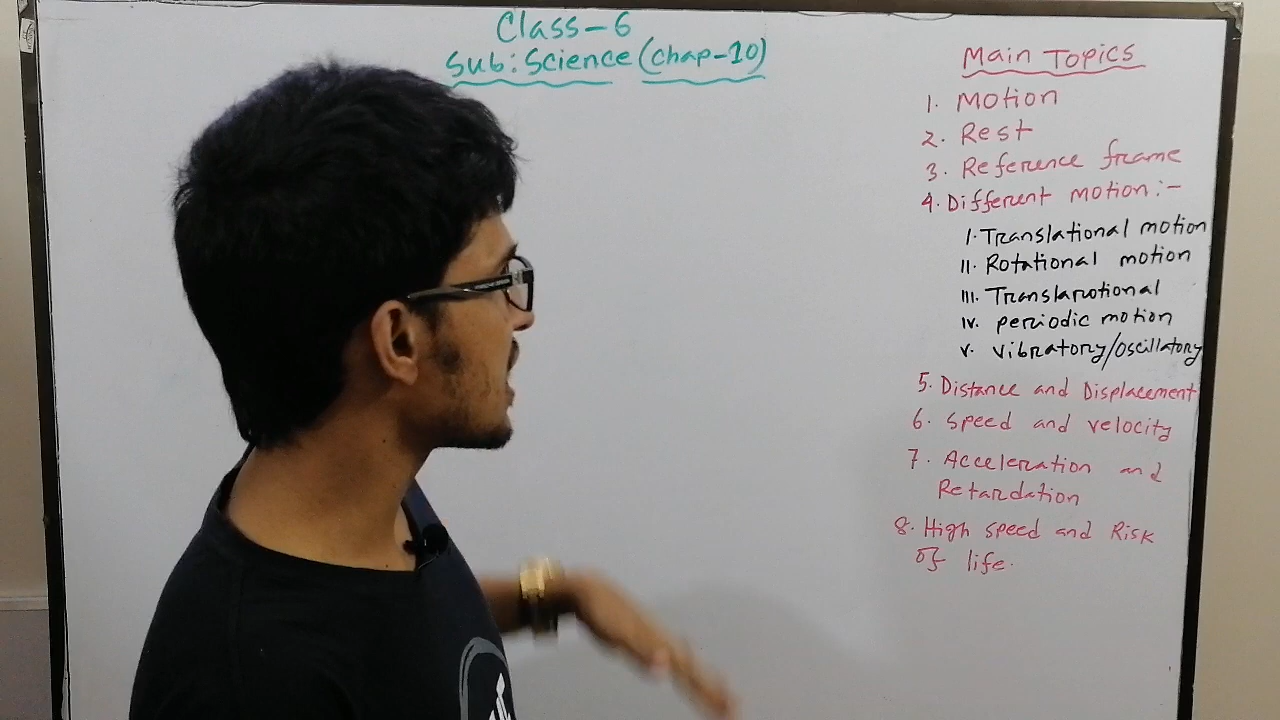 Class-6
Sub: Science (chap-10)
Main Topics
1. Motion
2. Rest
3. Reference frame
4. Different motion:-
I. Translational motion
II. Rotational motion
III. Translarotional
IV. periodic motion
V. vibratory/oscillatory
5. Distance and Displacement
6. Speed and velocity
7. Acceleration and
Retardation
8. High speed and Risk
of life.